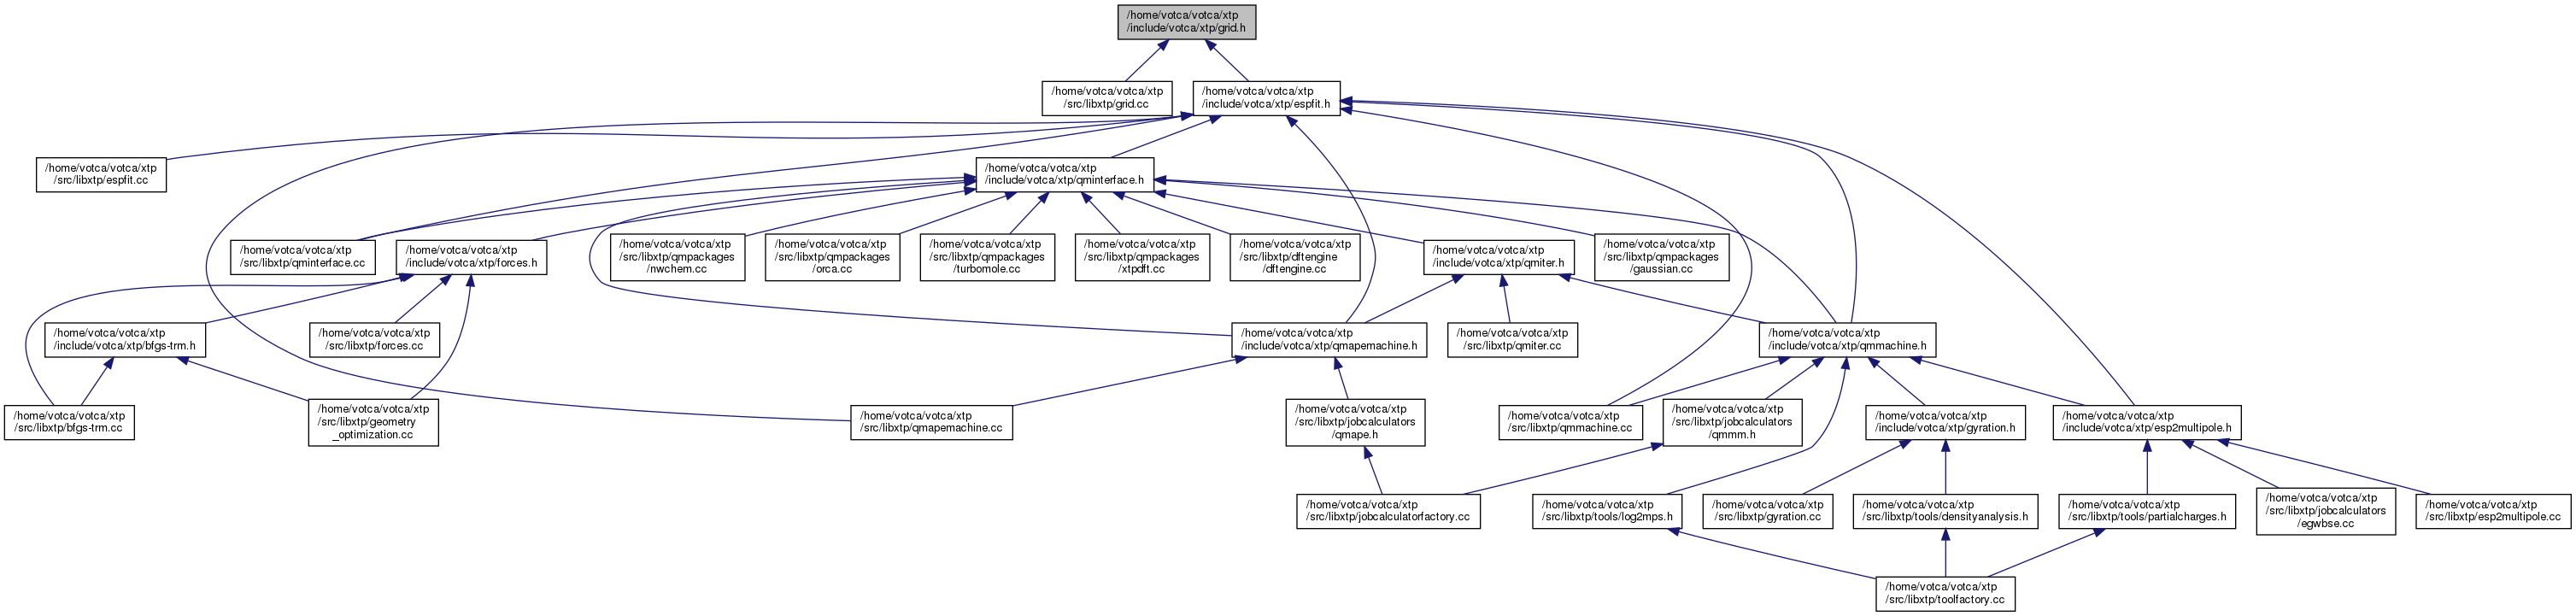 /home/votca/votca/xtp
/include/votca/xtp/grid.h
/home/votca/votca/xtp
/src/libxtp/grid.cc
/home/votca/votca/xtp
/include/votca/xtp/espfit.h
/home/votca/votca/xtp
/src/libxtp/espfit.cc
/home/votca/votca/xtp
/include/votca/xtp/qminterface.h
/home/votca/votca/xtp
/src/libxtp/qminterface.cc
/home/votca/votca/xtp
/include/votca/xtp/forces.h
/home/votca/votca/xtp
/src/libxtp/qmpackages
/nwchem.cc
/home/votca/votca/xtp
/src/libxtp/qmpackages
/orca.cc
/home/votca/votca/xtp
/src/libxtp/qmpackages
/turbomole.cc
/home/votca/votca/xtp
/src/libxtp/qmpackages
/xtpdft.cc
/home/votca/votca/xtp
/src/libxtp/dftengine
/dftengine.cc
/home/votca/votca/xtp
/include/votca/xtp/qmiter.h
/home/votca/votca/xtp
/src/libxtp/qmpackages
/gaussian.cc
/home/votca/votca/xtp
/include/votca/xtp/bfgs-trm.h
/home/votca/votca/xtp
/src/libxtp/forces.cc
/home/votca/votca/xtp
/include/votca/xtp/qmapemachine.h
/home/votca/votca/xtp
/src/libxtp/qmiter.cc
/home/votca/votca/xtp
/include/votca/xtp/qmmachine.h
/home/votca/votca/xtp
/src/libxtp/bfgs-trm.cc
/home/votca/votca/xtp
/src/libxtp/geometry
_optimization.cc
/home/votca/votca/xtp
/src/libxtp/qmapemachine.cc
/home/votca/votca/xtp
/src/libxtp/jobcalculators
/qmape.h
/home/votca/votca/xtp
/src/libxtp/qmmachine.cc
/home/votca/votca/xtp
/src/libxtp/jobcalculators
/qmmm.h
/home/votca/votca/xtp
/include/votca/xtp/gyration.h
/home/votca/votca/xtp
/include/votca/xtp/esp2multipole.h
/home/votca/votca/xtp
/src/libxtp/jobcalculatorfactory.cc
/home/votca/votca/xtp
/src/libxtp/tools/log2mps.h
/home/votca/votca/xtp
/src/libxtp/gyration.cc
/home/votca/votca/xtp
/src/libxtp/tools/densityanalysis.h
/home/votca/votca/xtp
/src/libxtp/tools/partialcharges.h
/home/votca/votca/xtp
/src/libxtp/jobcalculators
/egwbse.cc
/home/votca/votca/xtp
/src/libxtp/esp2multipole.cc
/home/votca/votca/xtp
/src/libxtp/toolfactory.cc